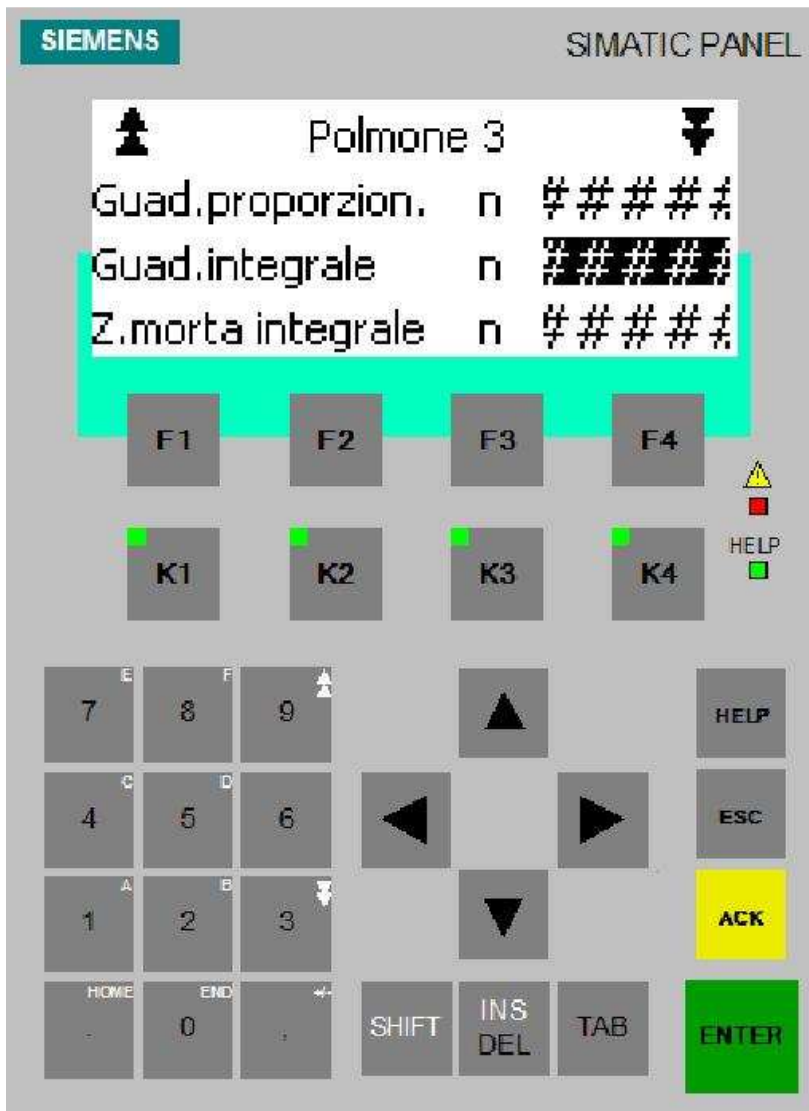 SIEMENS SIMATIC PANEL
Polmone 3
Guad.proporzion. n #####
Guad.integrale n #####
Z.morta integrale n #####
F1 F2 F3 F4
HELP
K1 K2 K3 K4
E F
7 8 9 HELP
C D
4 5 6 ESC
A B
1 2 3 ACK
HOME END +/-
. 0 , SHIFT INS DEL TAB ENTER